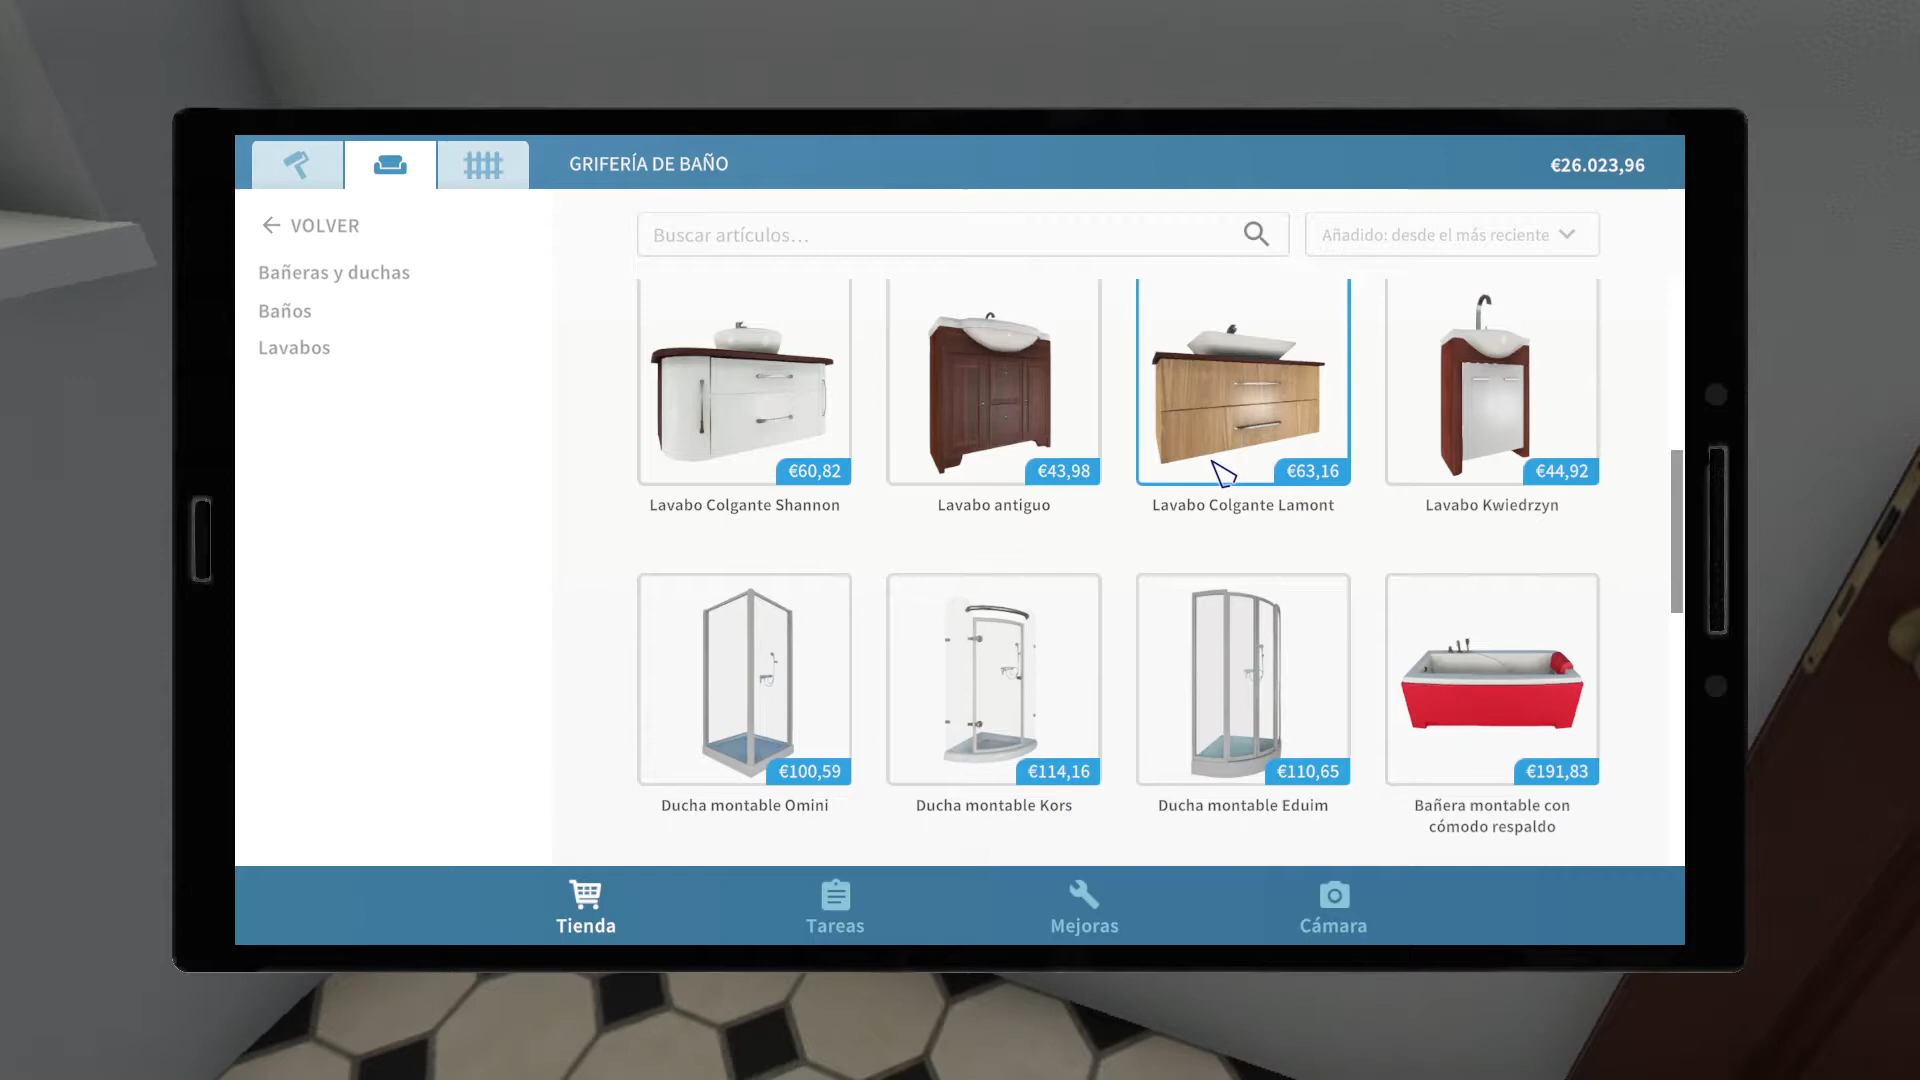 GRIFERÍA DE BAÑO
€26.023,96
VOLVER
Bañeras y duchas
Baños
Lavabos
Buscar artículos...
Añadido: desde el más reciente
€60,82
€43,98
€63,16
€44,92
Lavabo Colgante Shannon
Lavabo antiguo
Lavabo Colgante Lamont
Lavabo Kwiedrzyn
€100,59
€114,16
€110,65
€191,83
Ducha montable Omini
Ducha montable Kors
Ducha montable Eduim
Bañera montable con
cómodo respaldo
Tienda
Tareas
Mejoras
Cámara